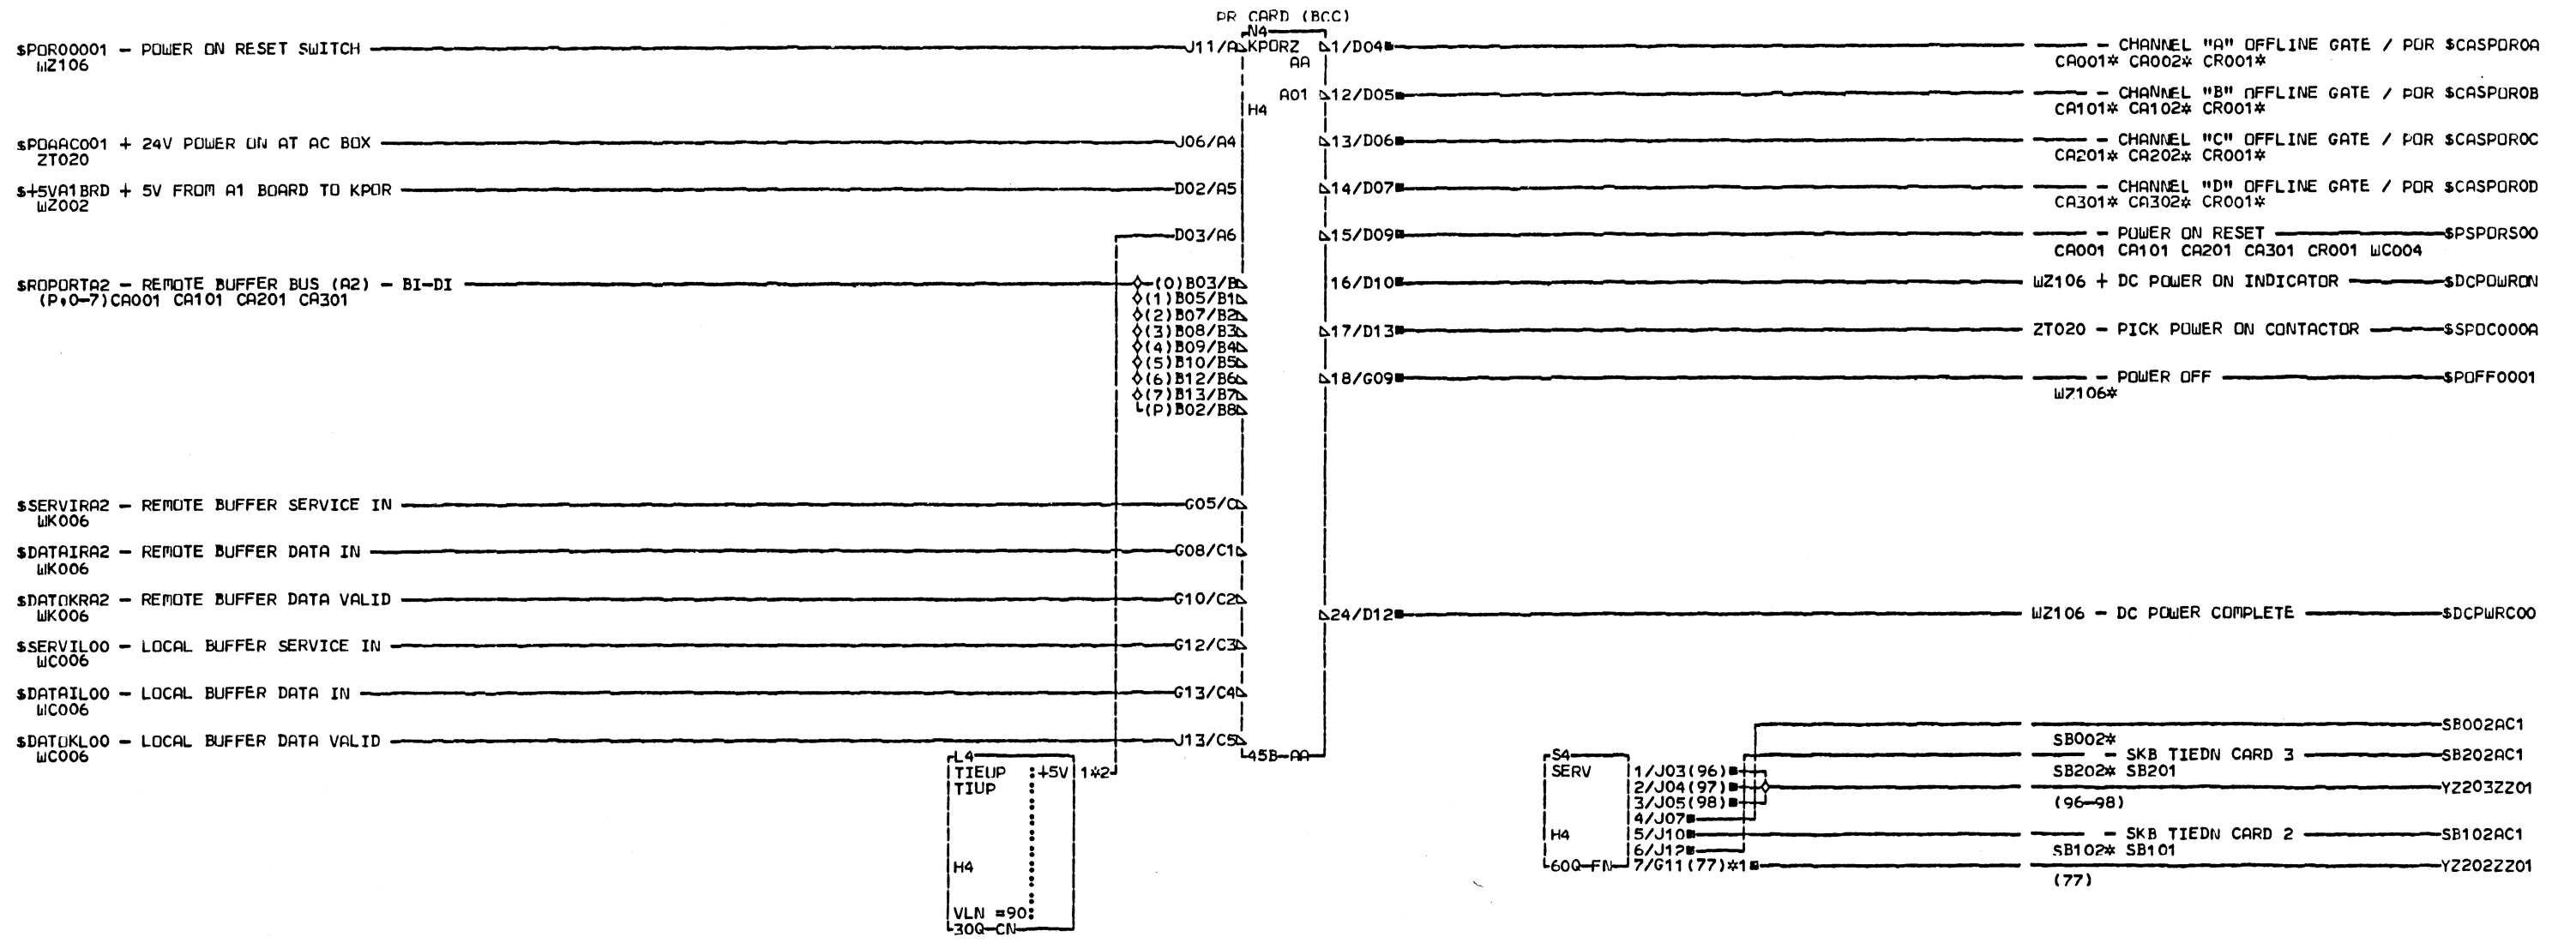 PR CARD (BCC)
N4
$POR00001 – POWER ON RESET SWITCH J11/A KPORZ 1/D04 – CHANNEL "A" OFFLINE GATE / POR $CASPOROA
WZ106 AA CA001* CA002* CR001*
A01 12/D05 – CHANNEL "B" OFFLINE GATE / POR $CASPOROB
H4 CA101* CA102* CR001*
$POAAC001 + 24V POWER ON AT AC BOX J06/A4 13/D06 – CHANNEL "C" OFFLINE GATE / POR $CASPOROC
ZT020 CA201* CA202* CR001*
$+5VA1BRD + 5V FROM A1 BOARD TO KPOR D02/A5 14/D07 – CHANNEL "D" OFFLINE GATE / POR $CASPOROD
WZ002 CA301* CA302* CR001*
D03/A6 15/D09 – POWER ON RESET $PSPORS00
CA001 CA101 CA201 CA301 CR001 WC004
$ROPORTA2 – REMOTE BUFFER BUS (A2) – BI-DI (0)B03/B 16/D10 WZ106 + DC POWER ON INDICATOR $DCPOWRON
(P,0-7)CA001 CA101 CA201 CA301 (1)B05/B1
(2)B07/B2
(3)B08/B3 17/D13 ZT020 – PICK POWER ON CONTACTOR $SPOC000A
(4)B09/B4
(5)B10/B5
(6)B12/B6 18/G09 – POWER OFF $POFF0001
(7)B13/B7 WZ106*
(P)B02/B8
$SERVIRA2 – REMOTE BUFFER SERVICE IN G05/C
WK006
$DATAIRA2 – REMOTE BUFFER DATA IN G08/C1
WK006
$DATOKRA2 – REMOTE BUFFER DATA VALID G10/C2
WK006 24/D12 WZ106 – DC POWER COMPLETE $DCPWRC00
$SERVIL00 – LOCAL BUFFER SERVICE IN G12/C3
WC006
$DATAIL00 – LOCAL BUFFER DATA IN G13/C4
WC006
SB002AC1
$DATOKL00 – LOCAL BUFFER DATA VALID J13/C5 SB002*
WC006 45B-AA
L4 S4 – SKB TIEDN CARD 3 SB202AC1
TIEUP +5V 1*2 SERV 1/J03(96) SB202* SB201
TIUP 2/J04(97) YZ203ZZ01
3/J05(98) (96-98)
4/J07
H4 5/J10 – SKB TIEDN CARD 2 SB102AC1
6/J12 SB102* SB101
H4 60Q-FN 7/G11(77)*1 YZ202ZZ01
(77)
VLN =90
30Q-CN